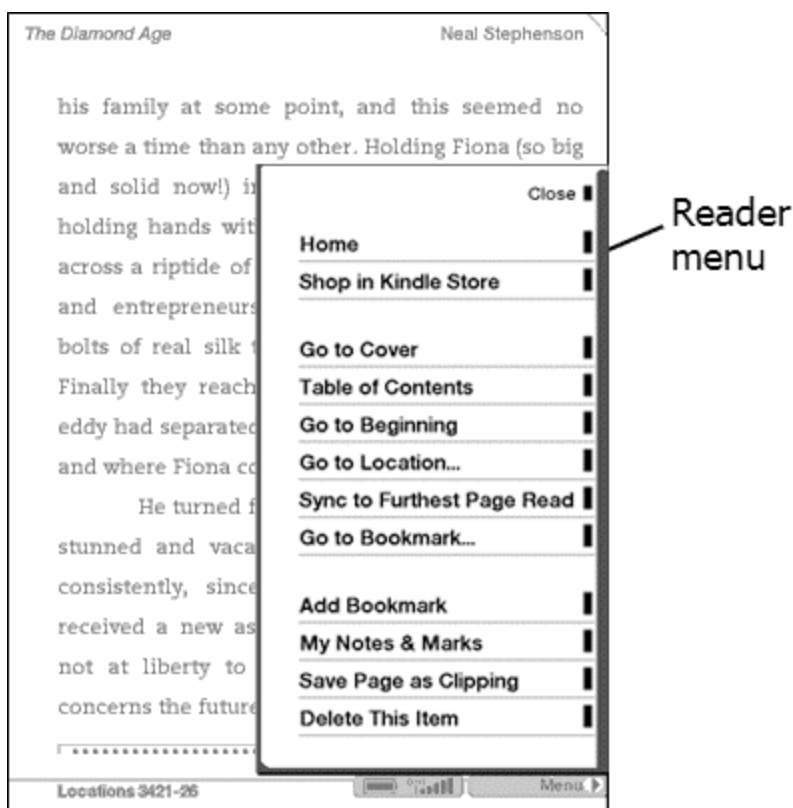 The Diamond Age Neal Stephenson
his family at some point, and this seemed no
worse a time than any other. Holding Fiona (so big
and solid now!) in
holding hands wit
across a riptide of
and entrepreneurs
bolts of real silk t
Finally they reach
eddy had separated
and where Fiona co
He turned f
stunned and vaca
consistently, since
received a new as
not at liberty to
concerns the future
Close
Home
Shop in Kindle Store
Go to Cover
Table of Contents
Go to Beginning
Go to Location...
Sync to Furthest Page Read
Go to Bookmark...
Add Bookmark
My Notes & Marks
Save Page as Clipping
Delete This Item
Reader
menu
Locations 3421-26 Menu